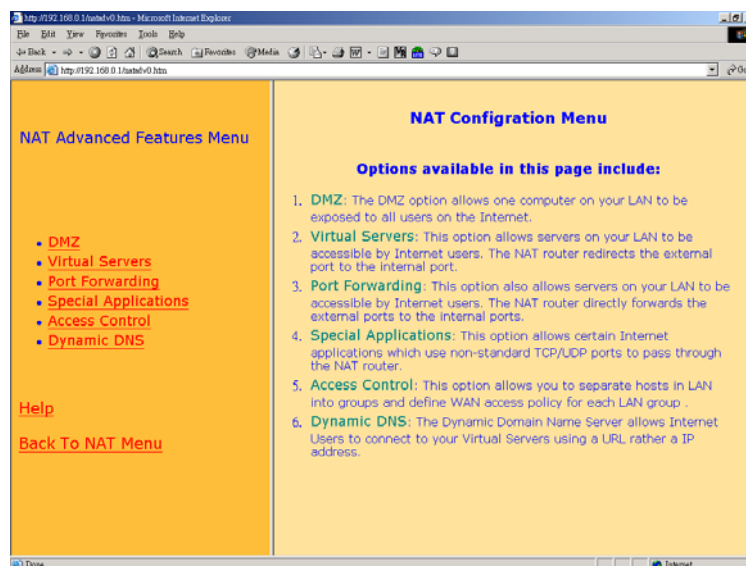 http://192.168.0.1/natadv0.htm - Microsoft Internet Explorer
File Edit View Favorites Tools Help
Back Search Favorites Media
Address http://192.168.0.1/natadv0.htm Go
NAT Advanced Features Menu
DMZ
Virtual Servers
Port Forwarding
Special Applications
Access Control
Dynamic DNS
Help
Back To NAT Menu
NAT Configration Menu
Options available in this page include:
1. DMZ: The DMZ option allows one computer on your LAN to be
exposed to all users on the Internet.
2. Virtual Servers: This option allows servers on your LAN to be
accessible by Internet users. The NAT router redirects the external
port to the internal port.
3. Port Forwarding: This option also allows servers on your LAN to be
accessible by Internet users. The NAT router directly forwards the
external ports to the internal ports.
4. Special Applications: This option allows certain Internet
applications which use non-standard TCP/UDP ports to pass through
the NAT router.
5. Access Control: This option allows you to separate hosts in LAN
into groups and define WAN access policy for each LAN group .
6. Dynamic DNS: The Dynamic Domain Name Server allows Internet
Users to connect to your Virtual Servers using a URL rather a IP
address.
Done Internet